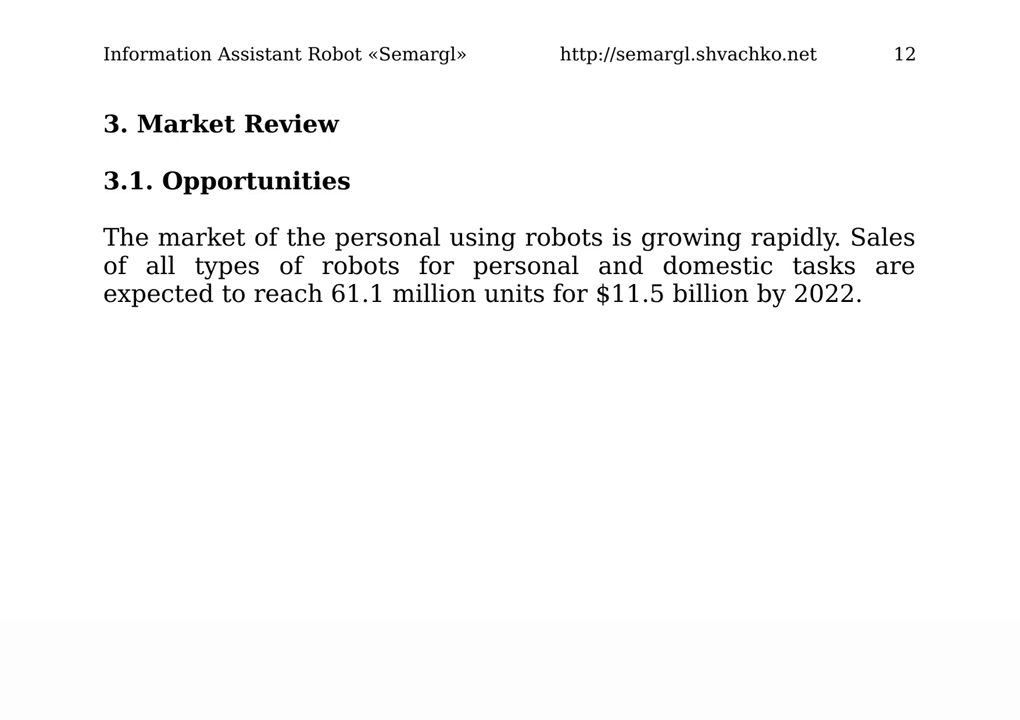 Information Assistant Robot «Semargl» http://semargl.shvachko.net 12
3. Market Review
3.1. Opportunities
The market of the personal using robots is growing rapidly. Sales
of all types of robots for personal and domestic tasks are
expected to reach 61.1 million units for $11.5 billion by 2022.